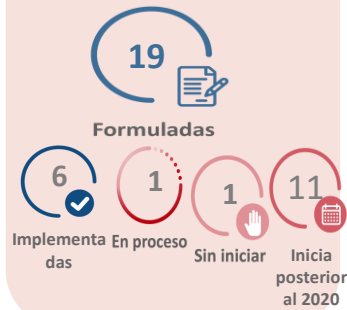 19
Formuladas
6
1
1
11
Implementa
das
En proceso
Sin iniciar
Inicia
posterior
al 2020